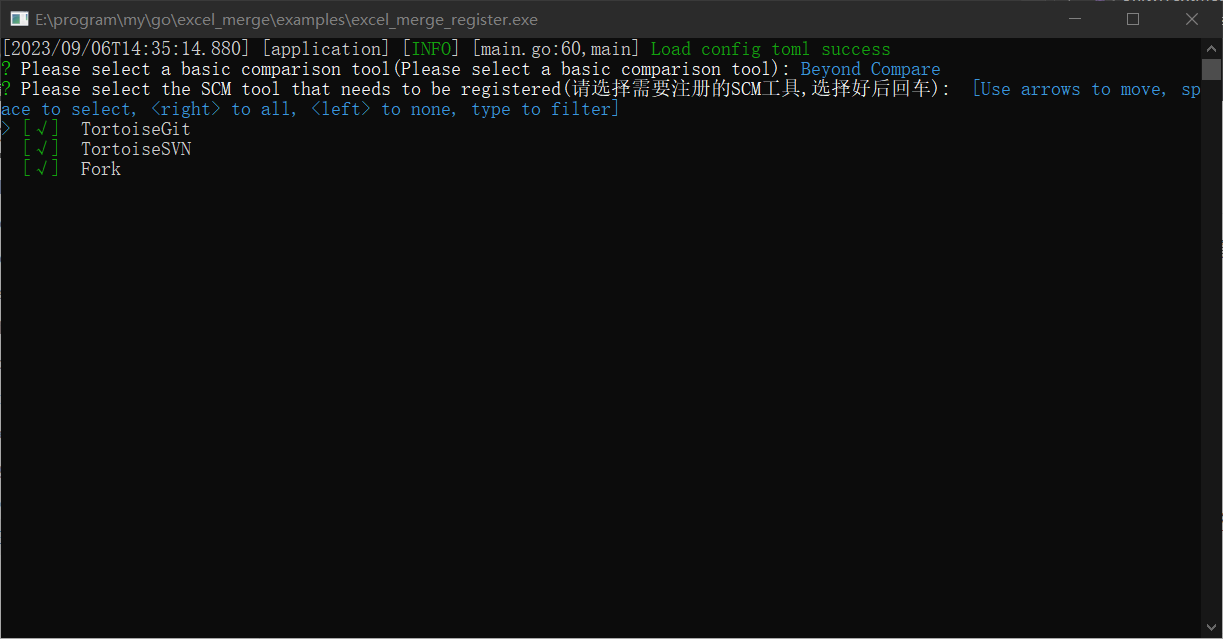 E:\program\my\go\excel_merge\examples\excel_merge_register.exe
[2023/09/06T14:35:14.880] [application] [INFO] [main.go:60,main] Load config toml success
? Please select a basic comparison tool(Please select a basic comparison tool): Beyond Compare
? Please select the SCM tool that needs to be registered(请选择需要注册的SCM工具,选择好后回车):  [Use arrows to move, sp
ace to select, <right> to all, <left> to none, type to filter]
> [√]  TortoiseGit
[√]  TortoiseSVN
[√]  Fork